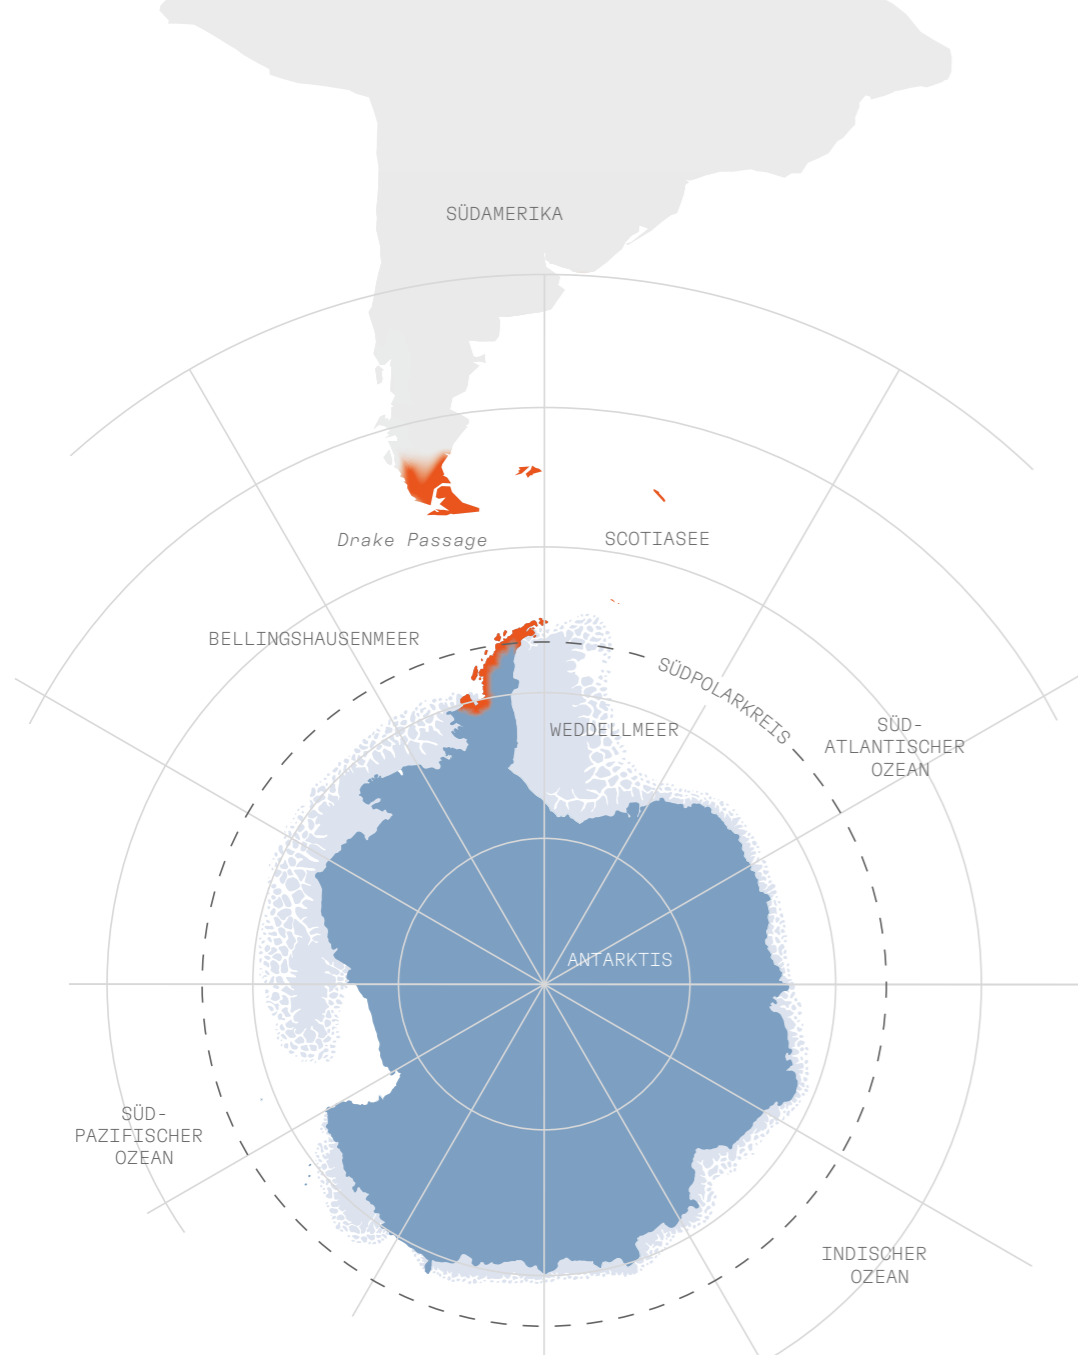 SÜDAMERIKA
Drake Passage
SCOTIASEE
BELLINGSHAUSENMEER
SÜDPOLARKREIS
WEDDELLMEER
SÜD-
ATLANTISCHER
OZEAN
ANTARKTIS
SÜD-
PAZIFISCHER
OZEAN
INDISCHER
OZEAN